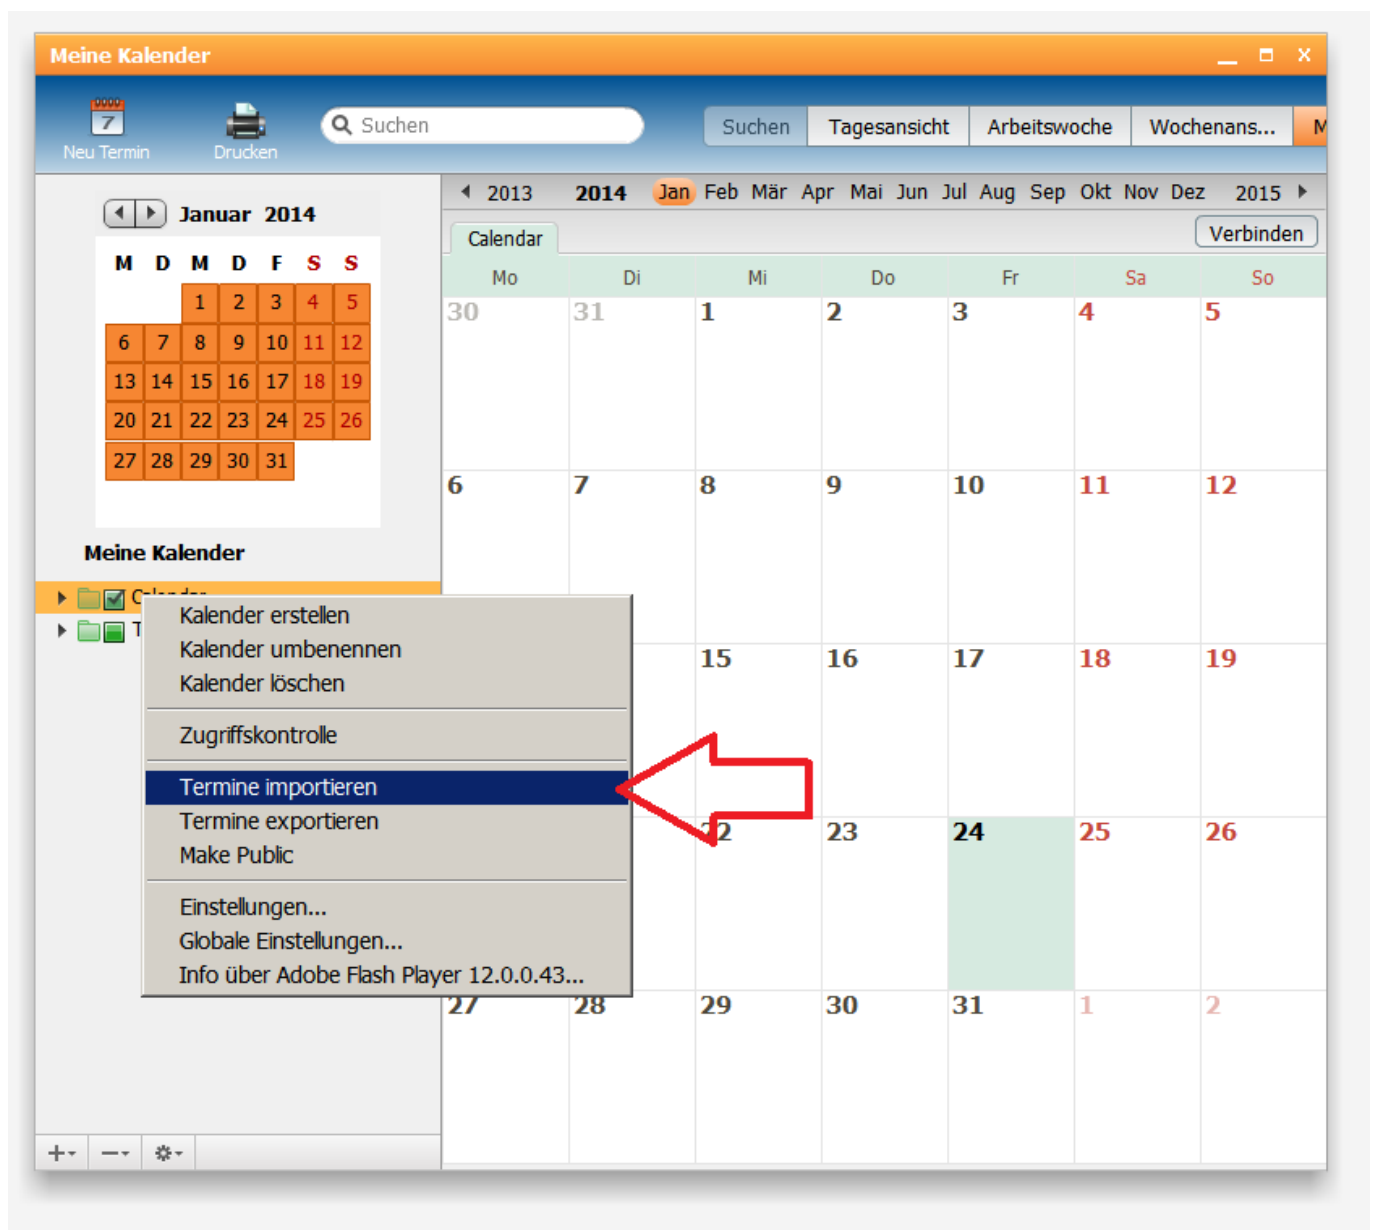 Meine Kalender
7
Neu Termin
Drucken
Suchen
Suchen Tagesansicht Arbeitswoche Wochenans... M
2013 2014 Jan Feb Mär Apr Mai Jun Jul Aug Sep Okt Nov Dez 2015
Januar 2014
M D M D F S S
1 2 3 4 5
6 7 8 9 10 11 12
13 14 15 16 17 18 19
20 21 22 23 24 25 26
27 28 29 30 31
Meine Kalender
Calendar
T
Kalender erstellen
Kalender umbenennen
Kalender löschen
Zugriffskontrolle
Termine importieren
Termine exportieren
Make Public
Einstellungen...
Globale Einstellungen...
Info über Adobe Flash Player 12.0.0.43...
Calendar
Verbinden
Mo Di Mi Do Fr Sa So
30 31 1 2 3 4 5
6 7 8 9 10 11 12
15 16 17 18 19
22 23 24 25 26
27 28 29 30 31 1 2